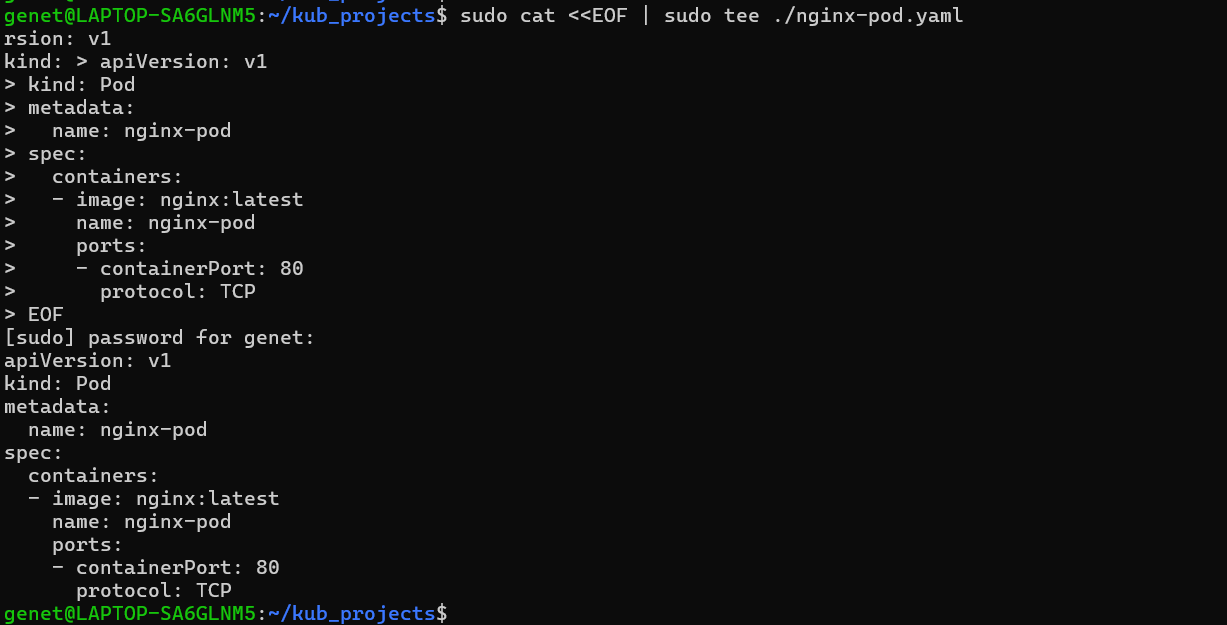 genet@LAPTOP-SA6GLNM5:~/kub_projects$ sudo cat <<EOF | sudo tee ./nginx-pod.yaml
rsion: v1
kind: > apiVersion: v1
> kind: Pod
> metadata:
>   name: nginx-pod
> spec:
>   containers:
>   - image: nginx:latest
>     name: nginx-pod
>     ports:
>     - containerPort: 80
>       protocol: TCP
> EOF
[sudo] password for genet:
apiVersion: v1
kind: Pod
metadata:
  name: nginx-pod
spec:
  containers:
  - image: nginx:latest
    name: nginx-pod
    ports:
    - containerPort: 80
      protocol: TCP
genet@LAPTOP-SA6GLNM5:~/kub_projects$